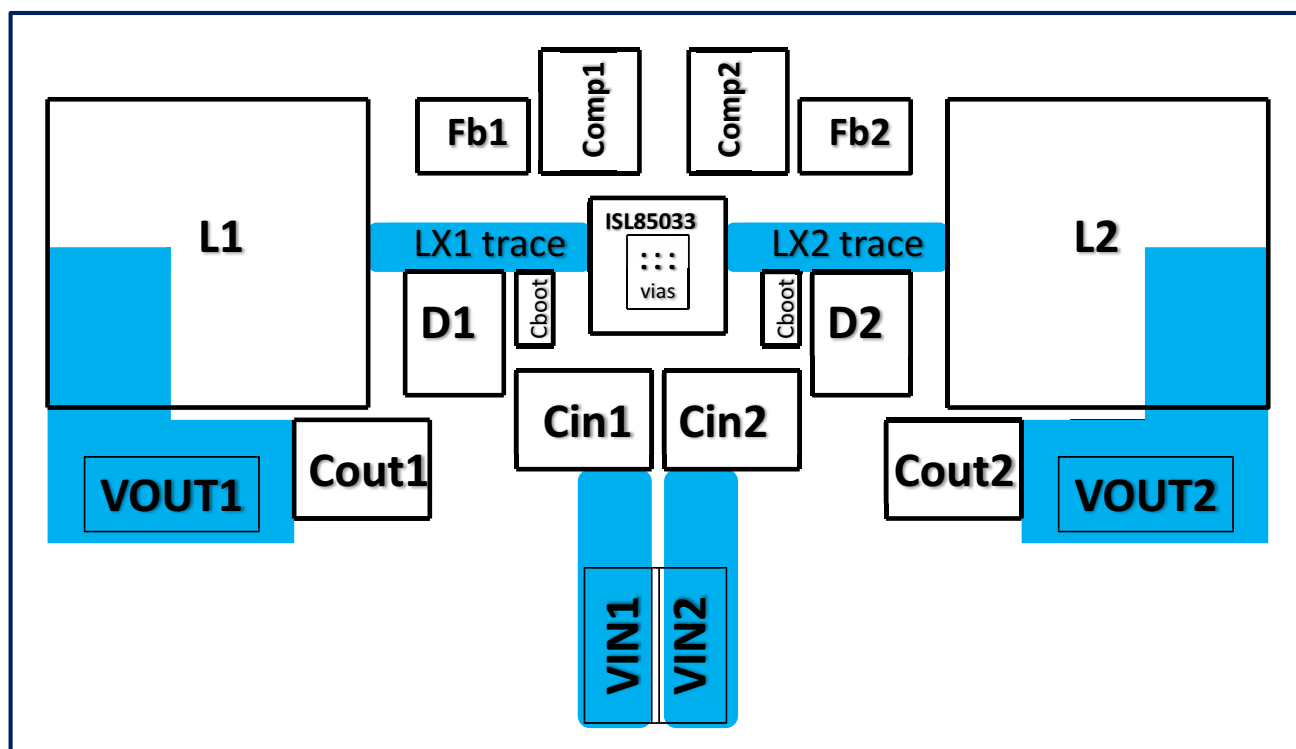 Comp1
Comp2
Fb1
Fb2
ISL85033
L1
LX1 trace
LX2 trace
L2
vias
D1
Cboot
Cboot
D2
Cin1
Cin2
Cout1
Cout2
VOUT1
VOUT2
VIN1
VIN2